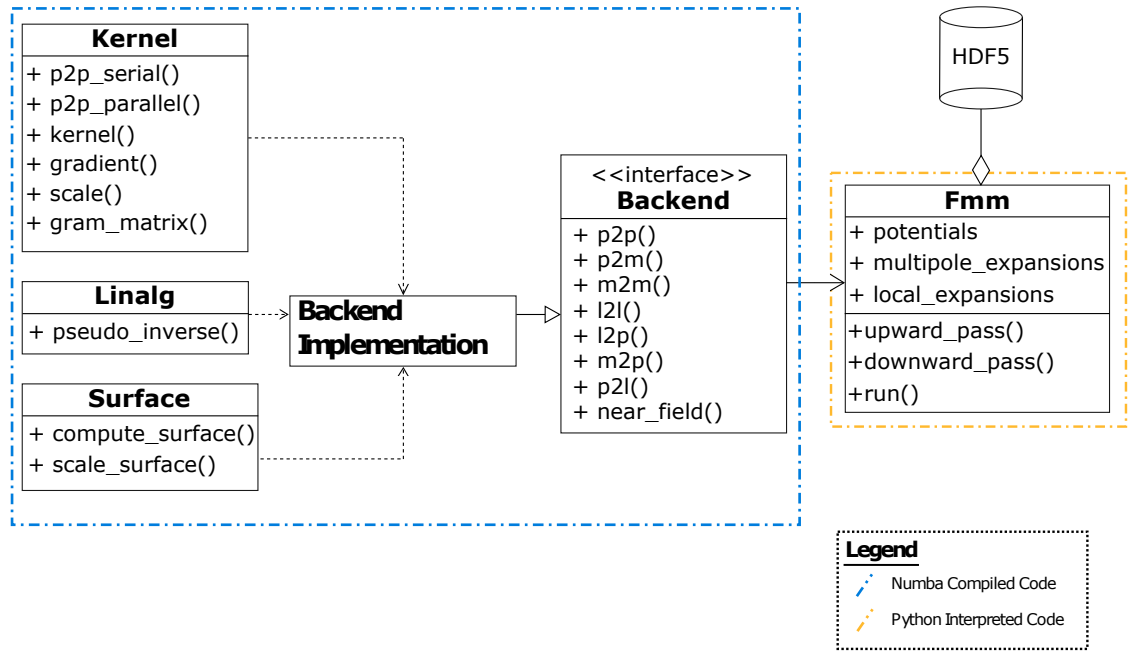 Kernel
+ p2p_serial()
+ p2p_parallel()
+ kernel()
+ gradient()
+ scale()
+ gram_matrix()
Linalg
+ pseudo_inverse()
Surface
+ compute_surface()
+ scale_surface()
Backend
Implementation
<<interface>>
Backend
+ p2p()
+ p2m()
+ m2m()
+ l2l()
+ l2p()
+ m2p()
+ p2l()
+ near_field()
HDF5
Fmm
+ potentials
+ multipole_expansions
+ local_expansions
+upward_pass()
+downward_pass()
+run()
Legend
Numba Compiled Code
Python Interpreted Code